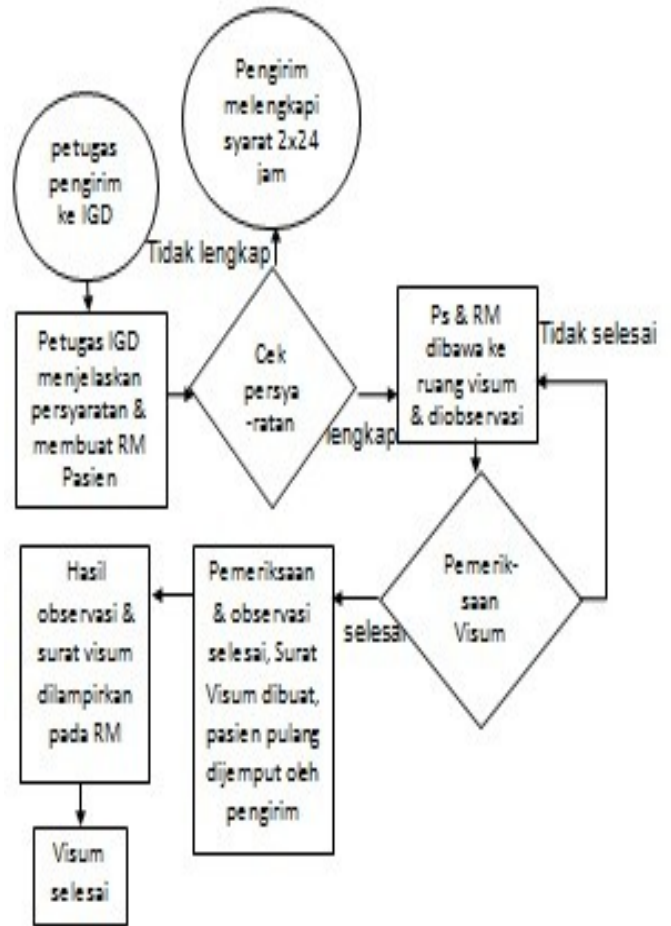 petugas
pengirim
ke IGD
Pengirim
melengkapi
syarat 2x24
jam
Tidak lengkap
Petugas IGD
menjelaskan
persyaratan &
membuat RM
Pasien
Cek
persya
-ratan
lengkap
Ps & RM
dibawa ke
ruang visum
& diobservasi
Tidak selesai
Pemerik-
saan
Visum
selesai
Pemeriksaan
& observasi
selesai, Surat
Visum dibuat,
pasien pulang
dijemput oleh
pengirim
Hasil
observasi &
surat visum
dilampirkan
pada RM
Visum
selesai